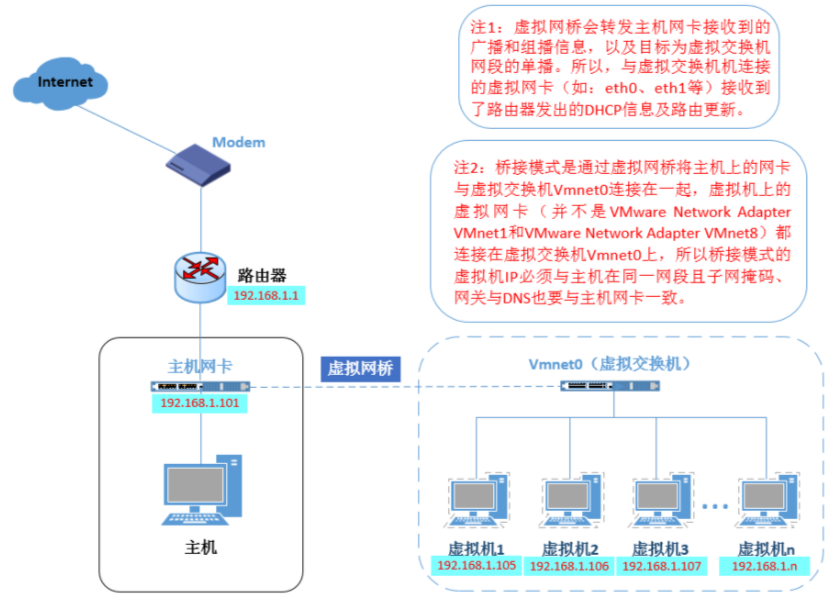 注1：虚拟网桥会转发主机网卡接收到的
广播和组播信息，以及目标为虚拟交换机
网段的单播。所以，与虚拟交换机机连接
的虚拟网卡（如：eth0、eth1等）接收到
了路由器发出的DHCP信息及路由更新。
Internet
Modem
注2：桥接模式是通过虚拟网桥将主机上的网卡
与虚拟交换机Vmnet0连接在一起，虚拟机上的
虚拟网卡（并不是VMware Network Adapter
VMnet1和VMware Network Adapter VMnet8）都
连接在虚拟交换机Vmnet0上，所以桥接模式的
虚拟机IP必须与主机在同一网段且子网掩码、
网关与DNS也要与主机网卡一致。
路由器
192.168.1.1
主机网卡
192.168.1.101
虚拟网桥
Vmnet0（虚拟交换机）
主机
虚拟机1
192.168.1.105
虚拟机2
192.168.1.106
虚拟机3
192.168.1.107
...
虚拟机n
192.168.1.n